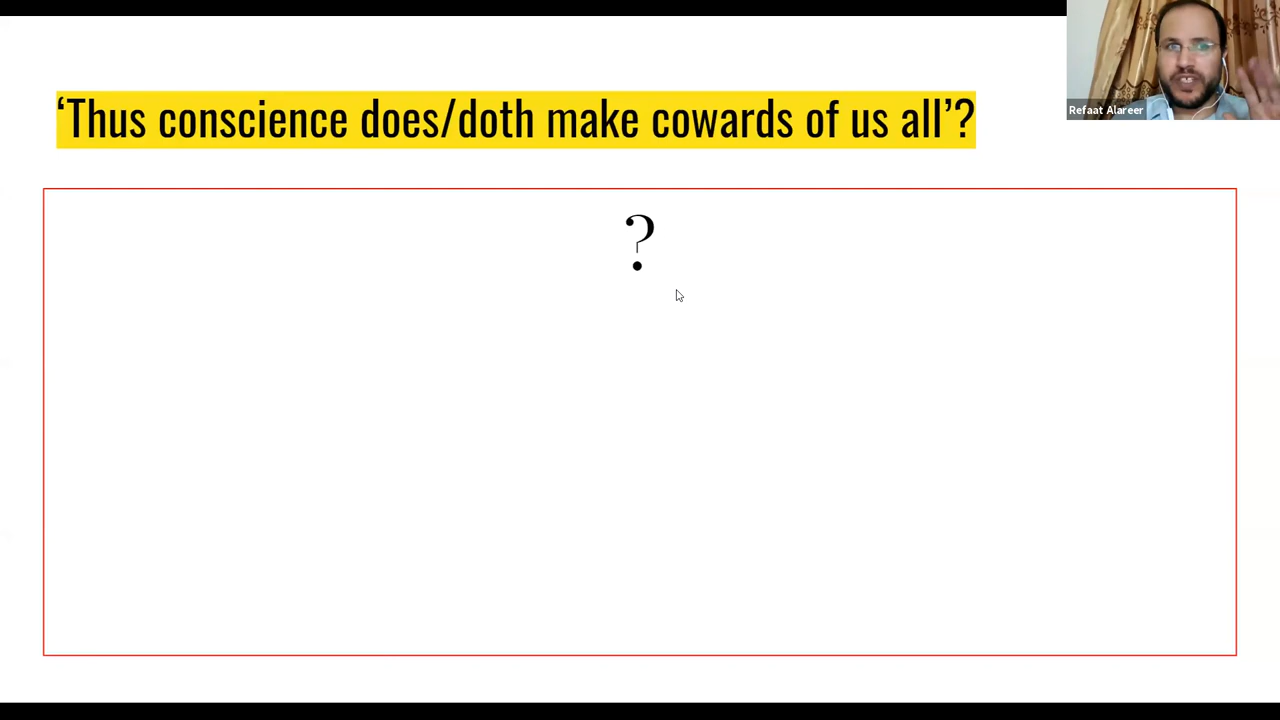 ‘Thus conscience does/doth make cowards of us all’?
Refaat Alareer
?